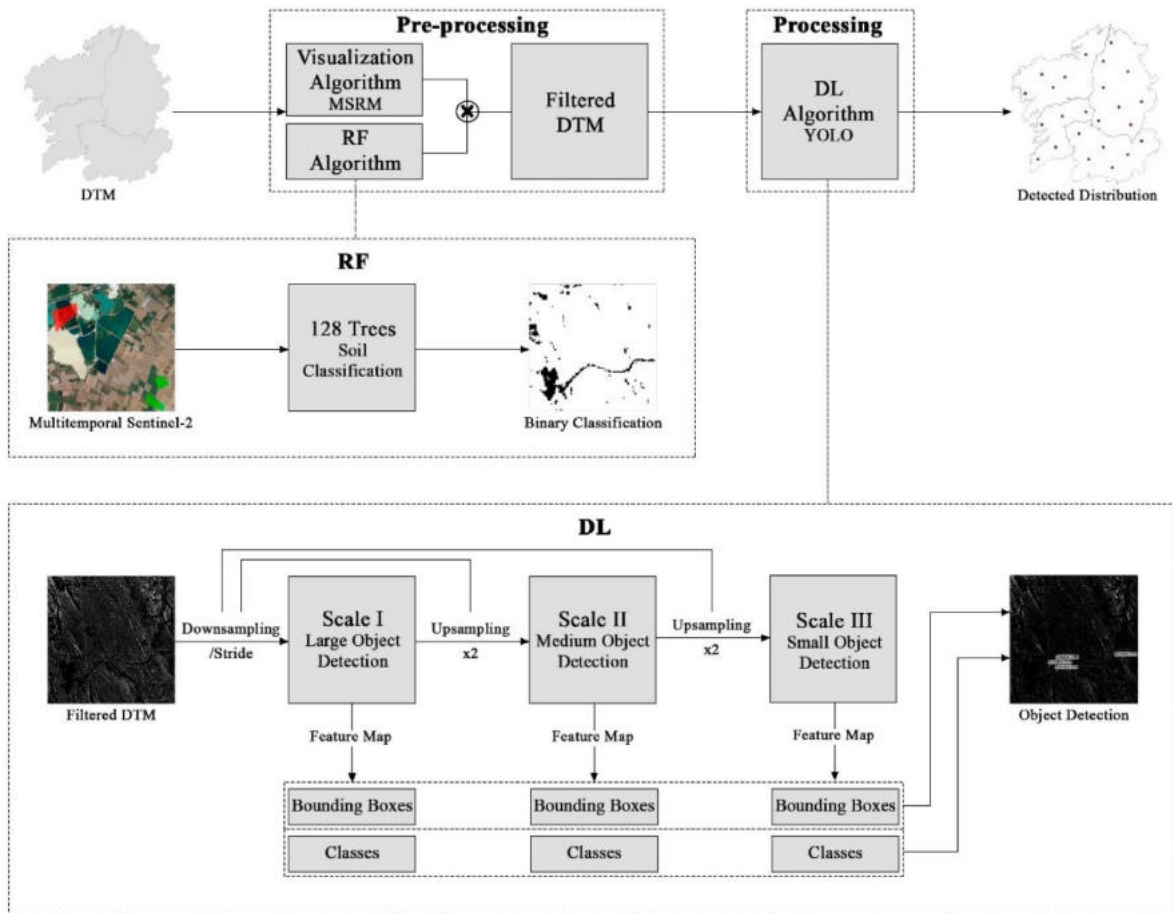 Pre-processing
Processing
Visualization
Algorithm
MSRM
RF
Algorithm
Filtered
DTM
DL
Algorithm
YOLO
DTM
Detected Distribution
RF
128 Trees
Soil
Classification
Multitemporal Sentinel-2
Binary Classification
DL
Downsampling
/Stride
Scale I
Large Object
Detection
Upsampling
x2
Scale II
Medium Object
Detection
Upsampling
x2
Scale III
Small Object
Detection
Filtered DTM
Object Detection
Feature Map
Feature Map
Feature Map
Bounding Boxes
Bounding Boxes
Bounding Boxes
Classes
Classes
Classes